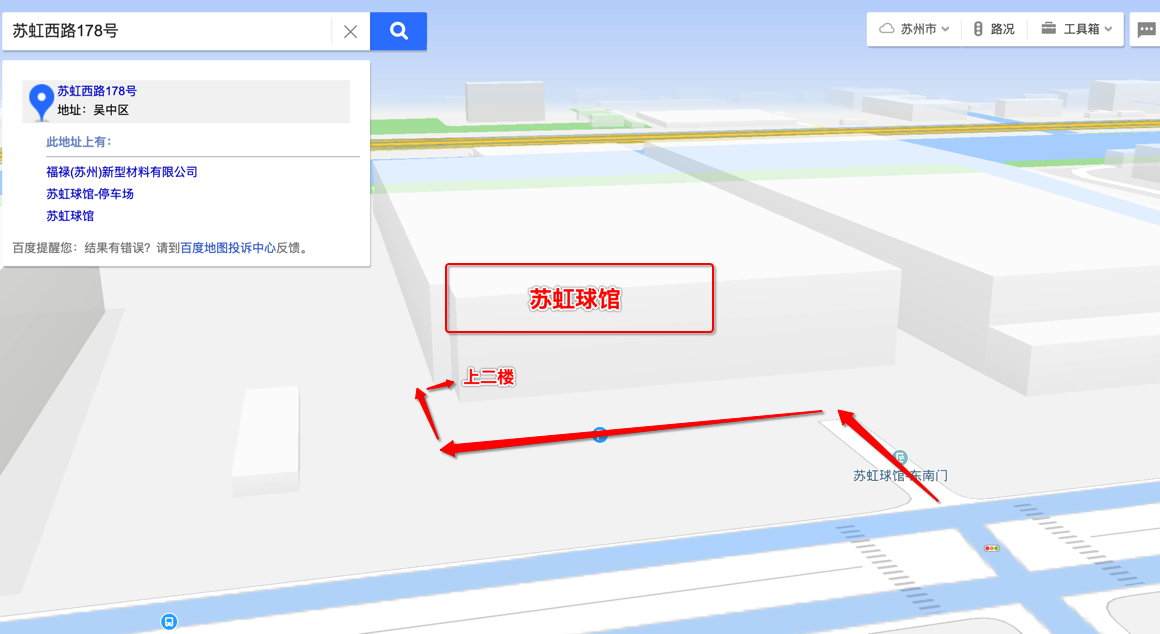 苏虹西路178号
苏州市
路况
工具箱
苏虹西路178号
地址：吴中区
此地址上有：
福禄(苏州)新型材料有限公司
苏虹球馆-停车场
苏虹球馆
百度提醒您：结果有错误？请到百度地图投诉中心反馈。
苏虹球馆
上二楼
苏虹球馆-东南门